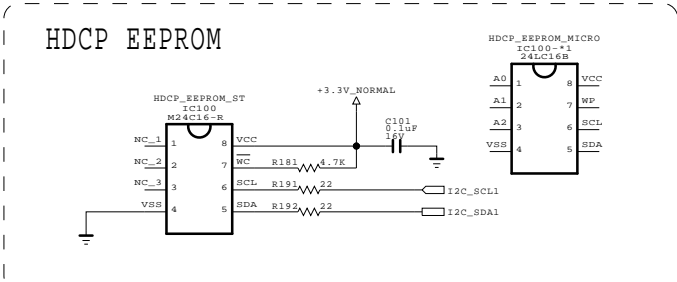 HDCP EEPROM
HDCP_EEPROM_MICRO
IC100-*1
24LC16B
A0 1 8 VCC
A1 2 7 WP
A2 3 6 SCL
VSS 4 5 SDA
+3.3V_NORMAL
HDCP_EEPROM_ST
IC100
M24C16-R
C101
0.1uF
16V
NC_1 1 8 VCC
NC_2 2 7 WC R181 4.7K
NC_3 3 6 SCL R191 22 I2C_SCL1
VSS 4 5 SDA R192 22 I2C_SDA1